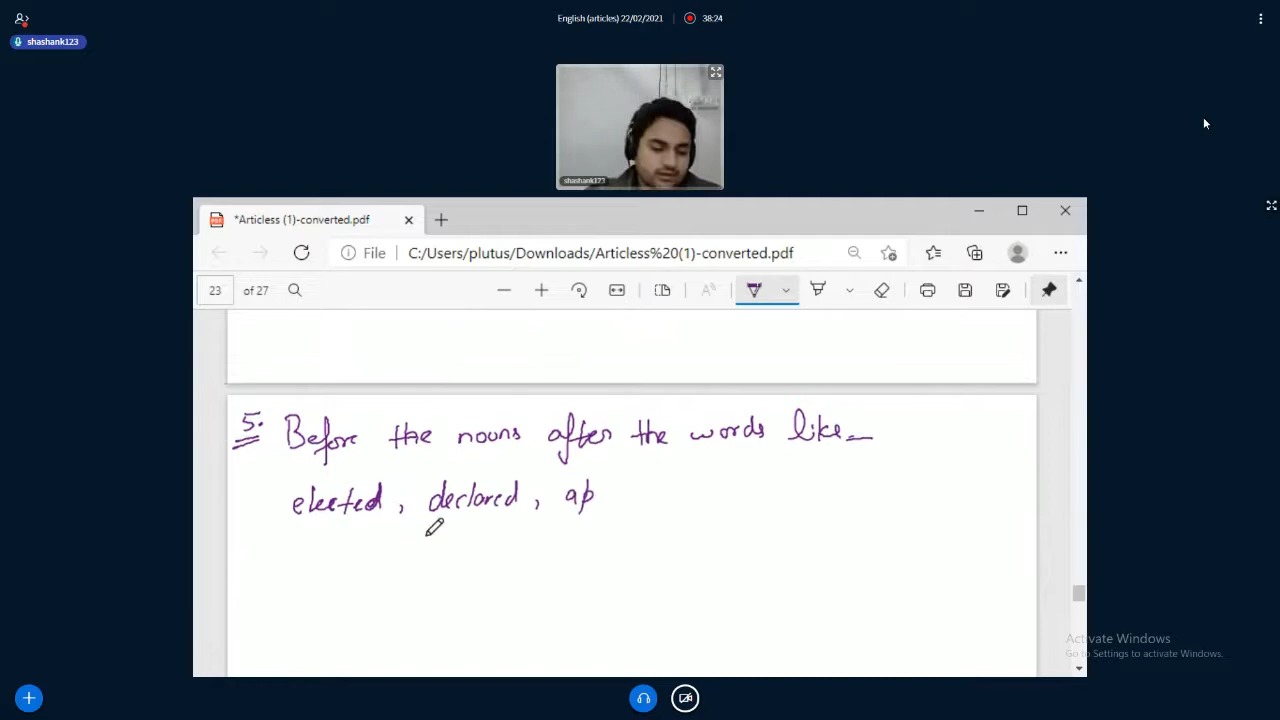 English (articles) 22/02/2021 38:24
shashank123
shashank123
*Articless (1)-converted.pdf
File C:/Users/plutus/Downloads/Articless%20(1)-converted.pdf
23 of 27
5. Before the nouns after the words like -
elected, declared, ap
Activate Windows
Go to Settings to activate Windows.